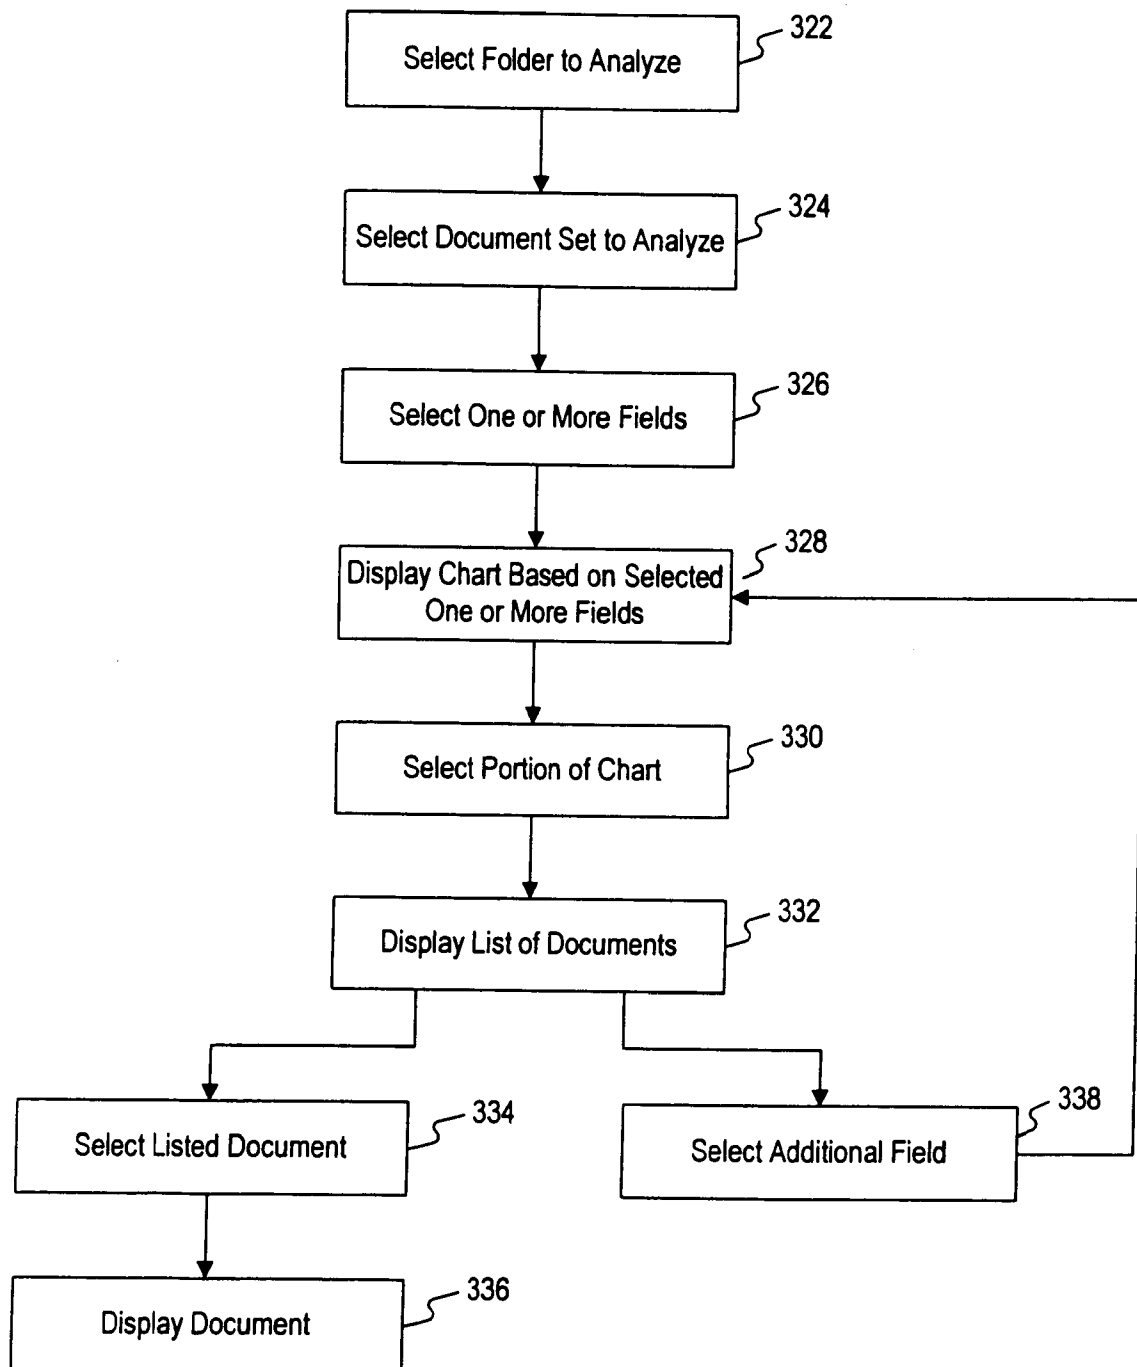 Select Folder to Analyze
322
Select Document Set to Analyze
324
Select One or More Fields
326
Display Chart Based on Selected
One or More Fields
328
Select Portion of Chart
330
Display List of Documents
332
Select Listed Document
334
Select Additional Field
338
Display Document
336